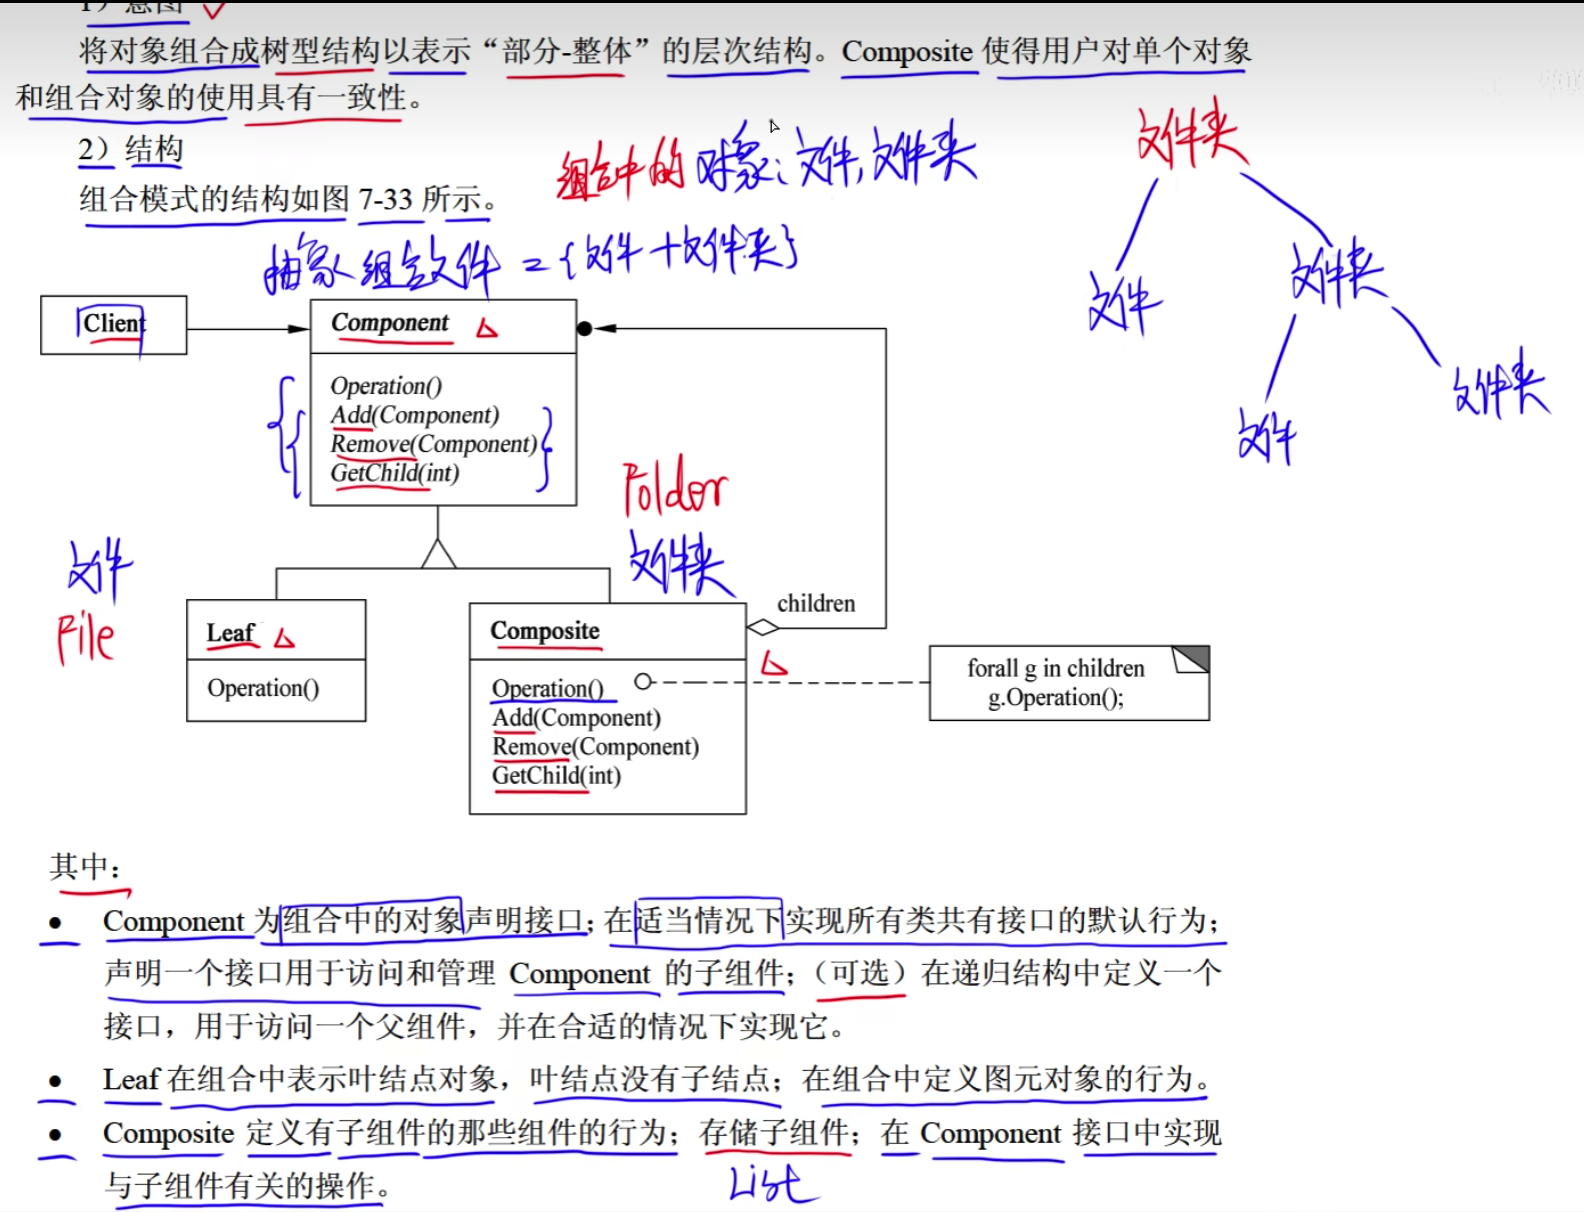 1）意图
将对象组合成树型结构以表示“部分-整体”的层次结构。Composite 使得用户对单个对象
和组合对象的使用具有一致性。
2）结构
组合中的对象：文件，文件夹
组合模式的结构如图 7-33 所示。
抽象组合文件 = {文件+文件夹}
文件夹
文件
文件夹
文件
文件夹
Client
Component
Operation()
Add(Component)
Remove(Component)
GetChild(int)
Folder
文件夹
文件
File
children
Leaf
Operation()
Composite
Operation()
Add(Component)
Remove(Component)
GetChild(int)
forall g in children
g.Operation();
其中：
● Component 为组合中的对象声明接口；在适当情况下实现所有类共有接口的默认行为；
声明一个接口用于访问和管理 Component 的子组件；（可选）在递归结构中定义一个
接口，用于访问一个父组件，并在合适的情况下实现它。
● Leaf 在组合中表示叶结点对象，叶结点没有子结点；在组合中定义图元对象的行为。
● Composite 定义有子组件的那些组件的行为；存储子组件；在 Component 接口中实现
与子组件有关的操作。
List